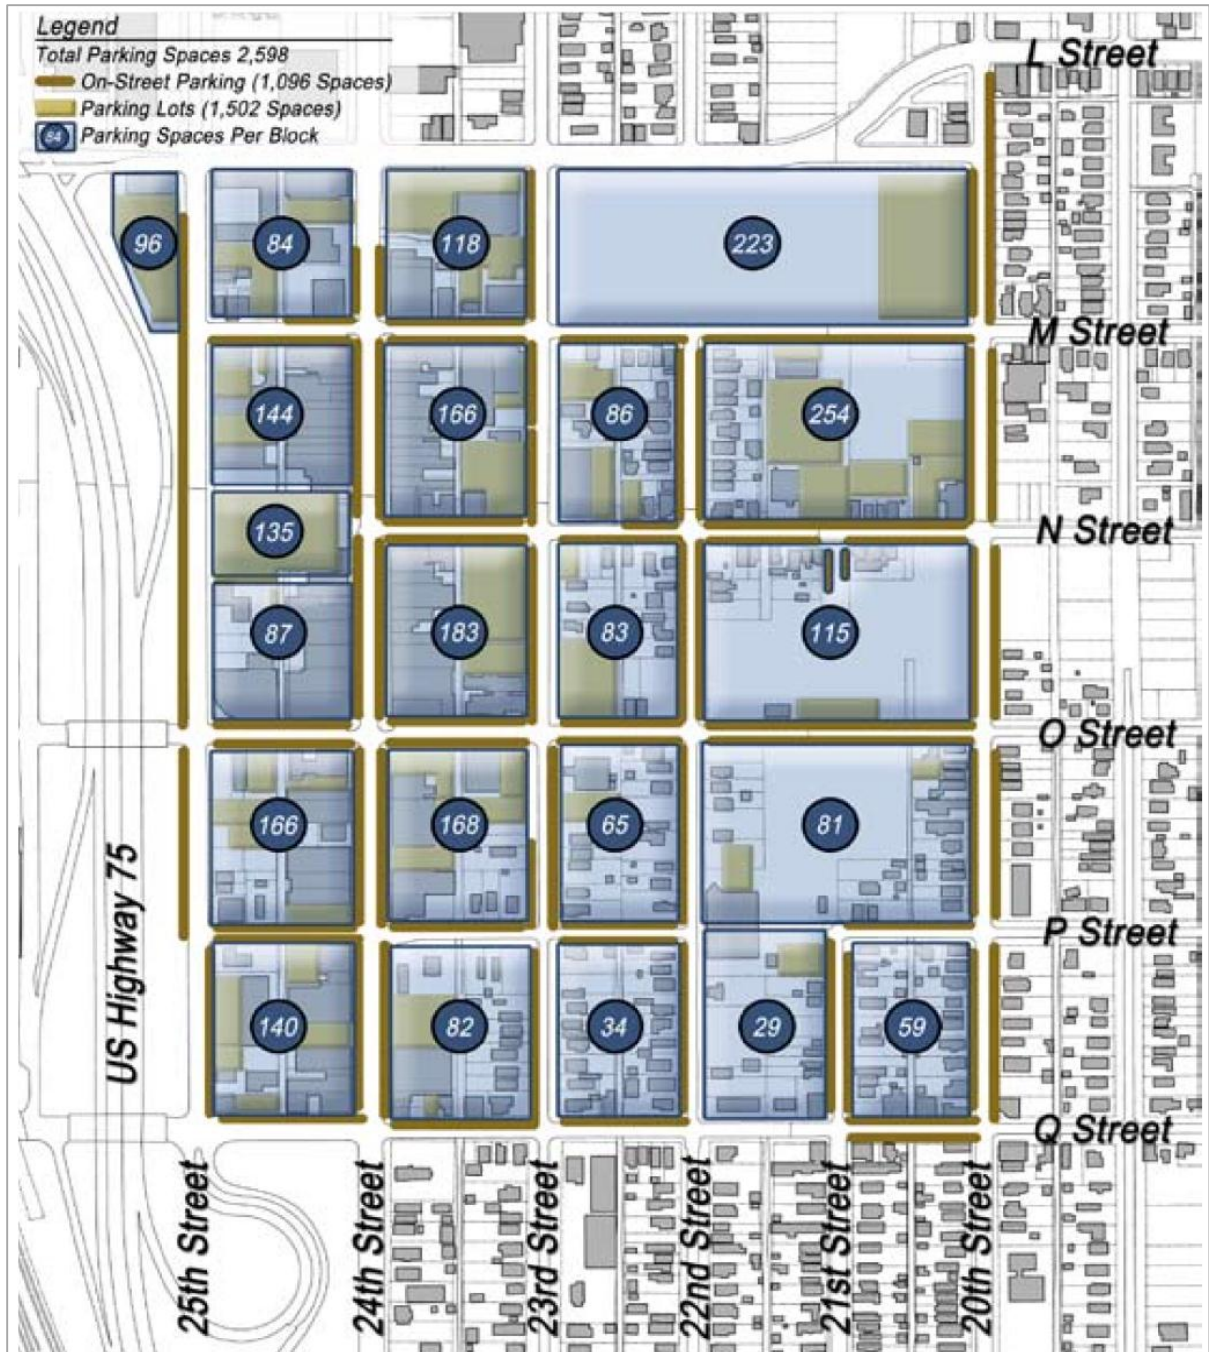 Legend
Total Parking Spaces 2,598
On-Street Parking (1,096 Spaces)
Parking Lots (1,502 Spaces)
64 Parking Spaces Per Block
L Street
96 84 118 223
M Street
144 166 86 254
N Street
135
87 183 83 115
O Street
166 168 65 81
US Highway 75
P Street
140 82 34 29 59
Q Street
25th Street
24th Street
23rd Street
22nd Street
21st Street
20th Street